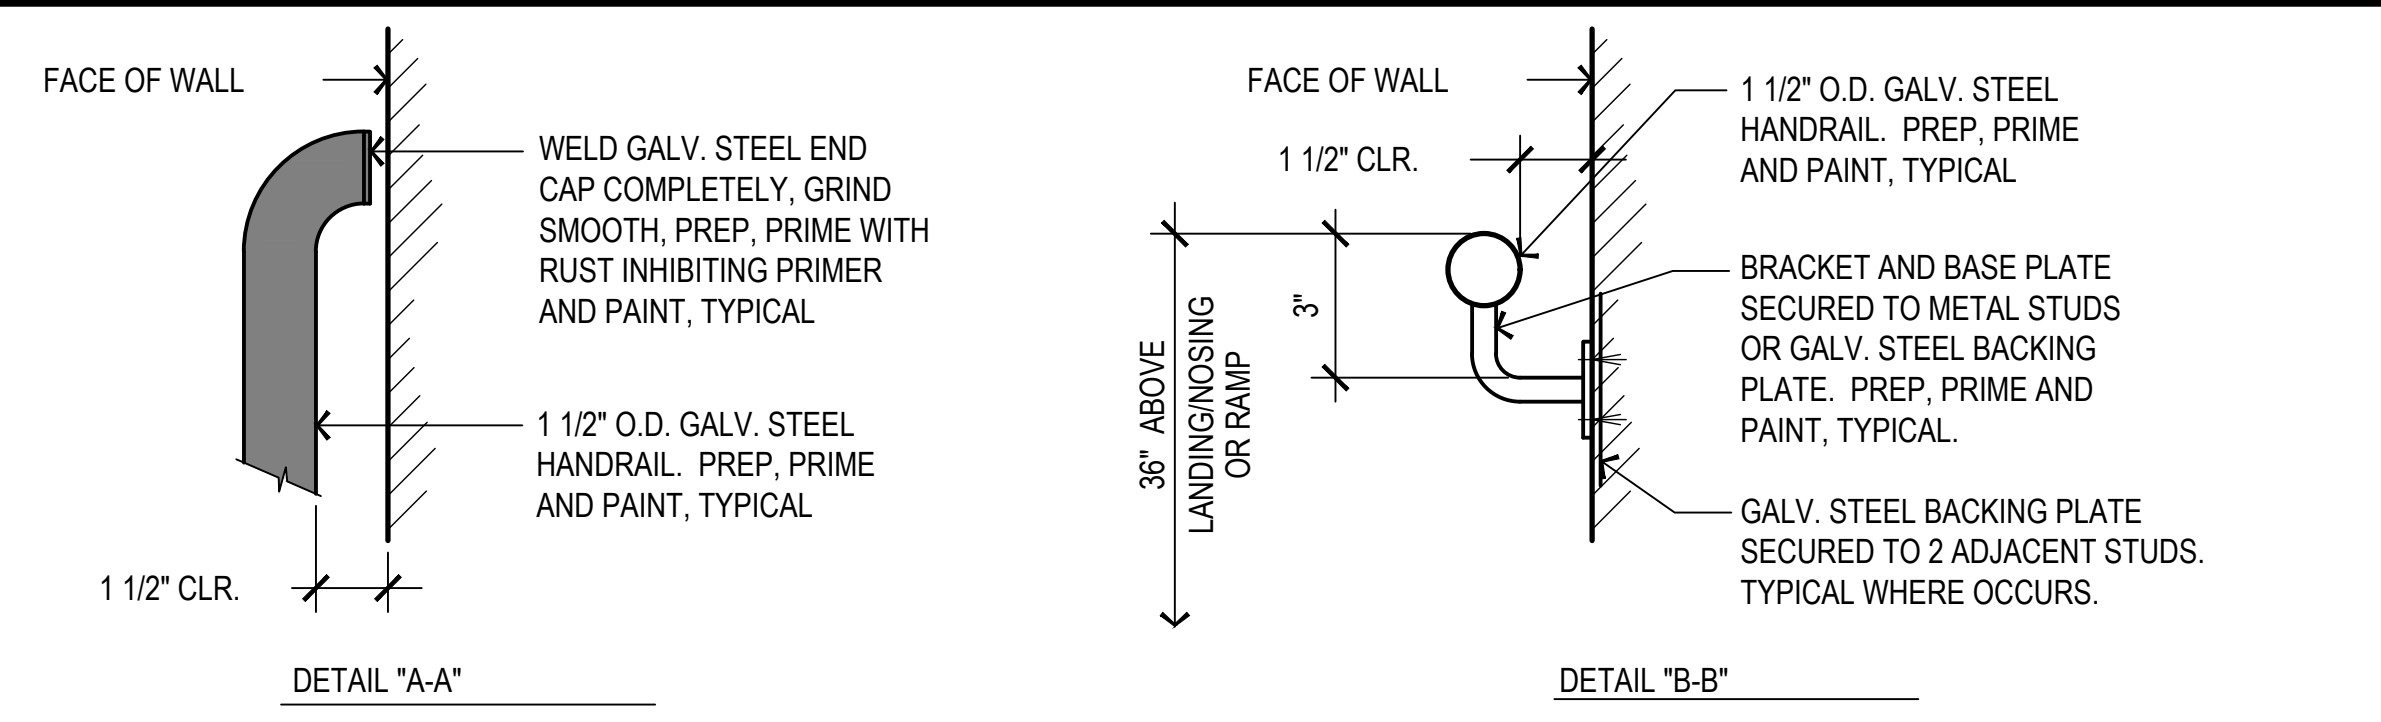 FACE OF WALL
WELD GALV. STEEL END
CAP COMPLETELY, GRIND
SMOOTH, PREP, PRIME WITH
RUST INHIBITING PRIMER
AND PAINT, TYPICAL
1 1/2" O.D. GALV. STEEL
HANDRAIL. PREP, PRIME
AND PAINT, TYPICAL
1 1/2" CLR.
DETAIL "A-A"
FACE OF WALL
1 1/2" CLR.
1 1/2" O.D. GALV. STEEL
HANDRAIL. PREP, PRIME
AND PAINT, TYPICAL
3"
36" ABOVE
LANDING/NOSING
OR RAMP
BRACKET AND BASE PLATE
SECURED TO METAL STUDS
OR GALV. STEEL BACKING
PLATE. PREP, PRIME AND
PAINT, TYPICAL.
GALV. STEEL BACKING PLATE
SECURED TO 2 ADJACENT STUDS.
TYPICAL WHERE OCCURS.
DETAIL "B-B"